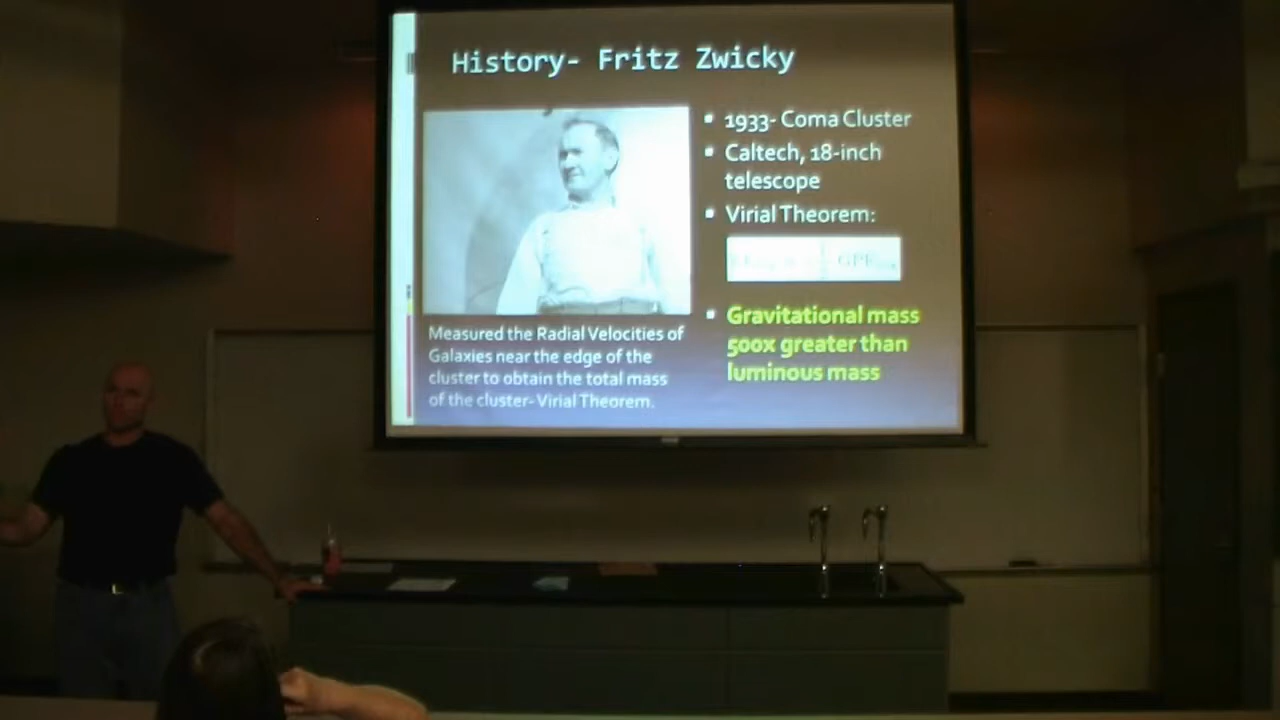 History- Fritz Zwicky
1933- Coma Cluster
Caltech, 18-inch
telescope
Virial Theorem:
GPE
Gravitational mass
500x greater than
luminous mass
Measured the Radial Velocities of
Galaxies near the edge of the
cluster to obtain the total mass
of the cluster- Virial Theorem.